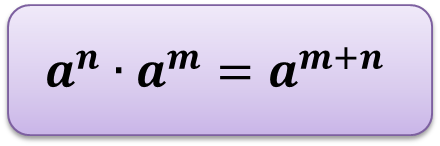 aⁿ · aᵐ = aᵐ⁺ⁿ